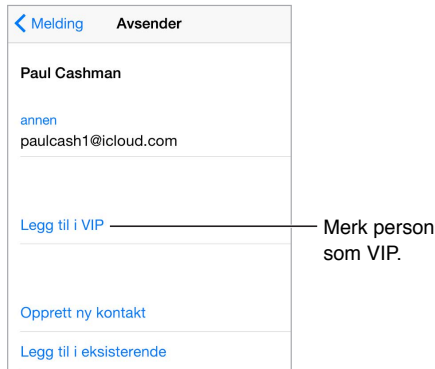 Melding Avsender
Paul Cashman
annen
paulcash1@icloud.com
Legg til i VIP
Merk person
som VIP.
Opprett ny kontakt
Legg til i eksisterende